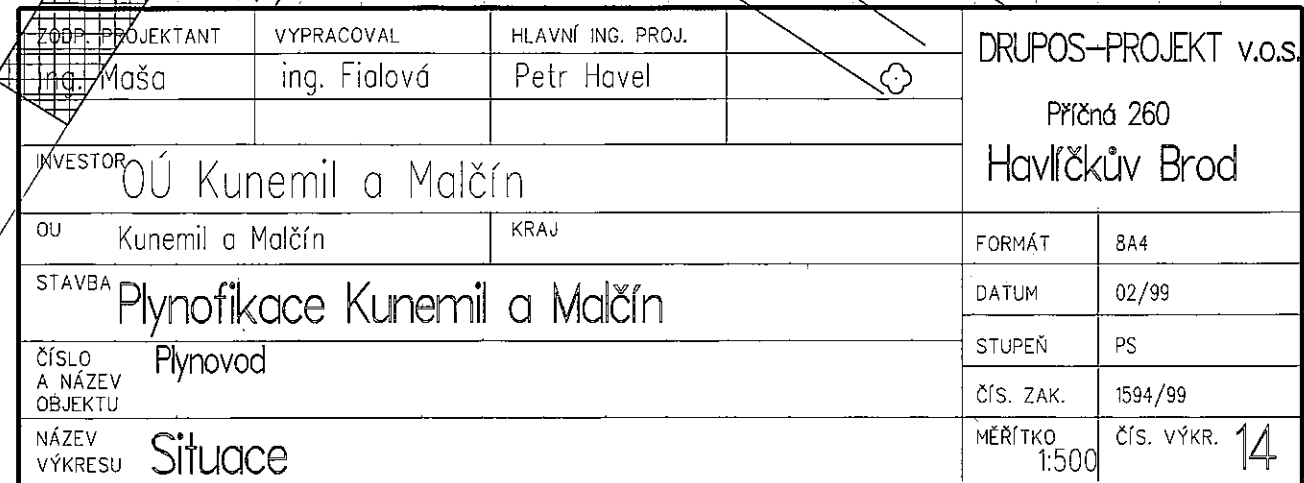 ZODP. PROJEKTANT VYPRACOVAL HLAVNÍ ING. PROJ.
ing. Maša ing. Fialová Petr Havel
DRUPOS-PROJEKT v.o.s.
Příčná 260
Havlíčkův Brod
INVESTOR OÚ Kunemil a Malčín
OU Kunemil a Malčín KRAJ
FORMÁT 8A4
STAVBA Plynofikace Kunemil a Malčín
DATUM 02/99
STUPEŇ PS
ČÍSLO Plynovod
A NÁZEV
OBJEKTU
ČÍS. ZAK. 1594/99
NÁZEV
VÝKRESU Situace
MĚŘÍTKO
1:500
ČÍS. VÝKR. 14